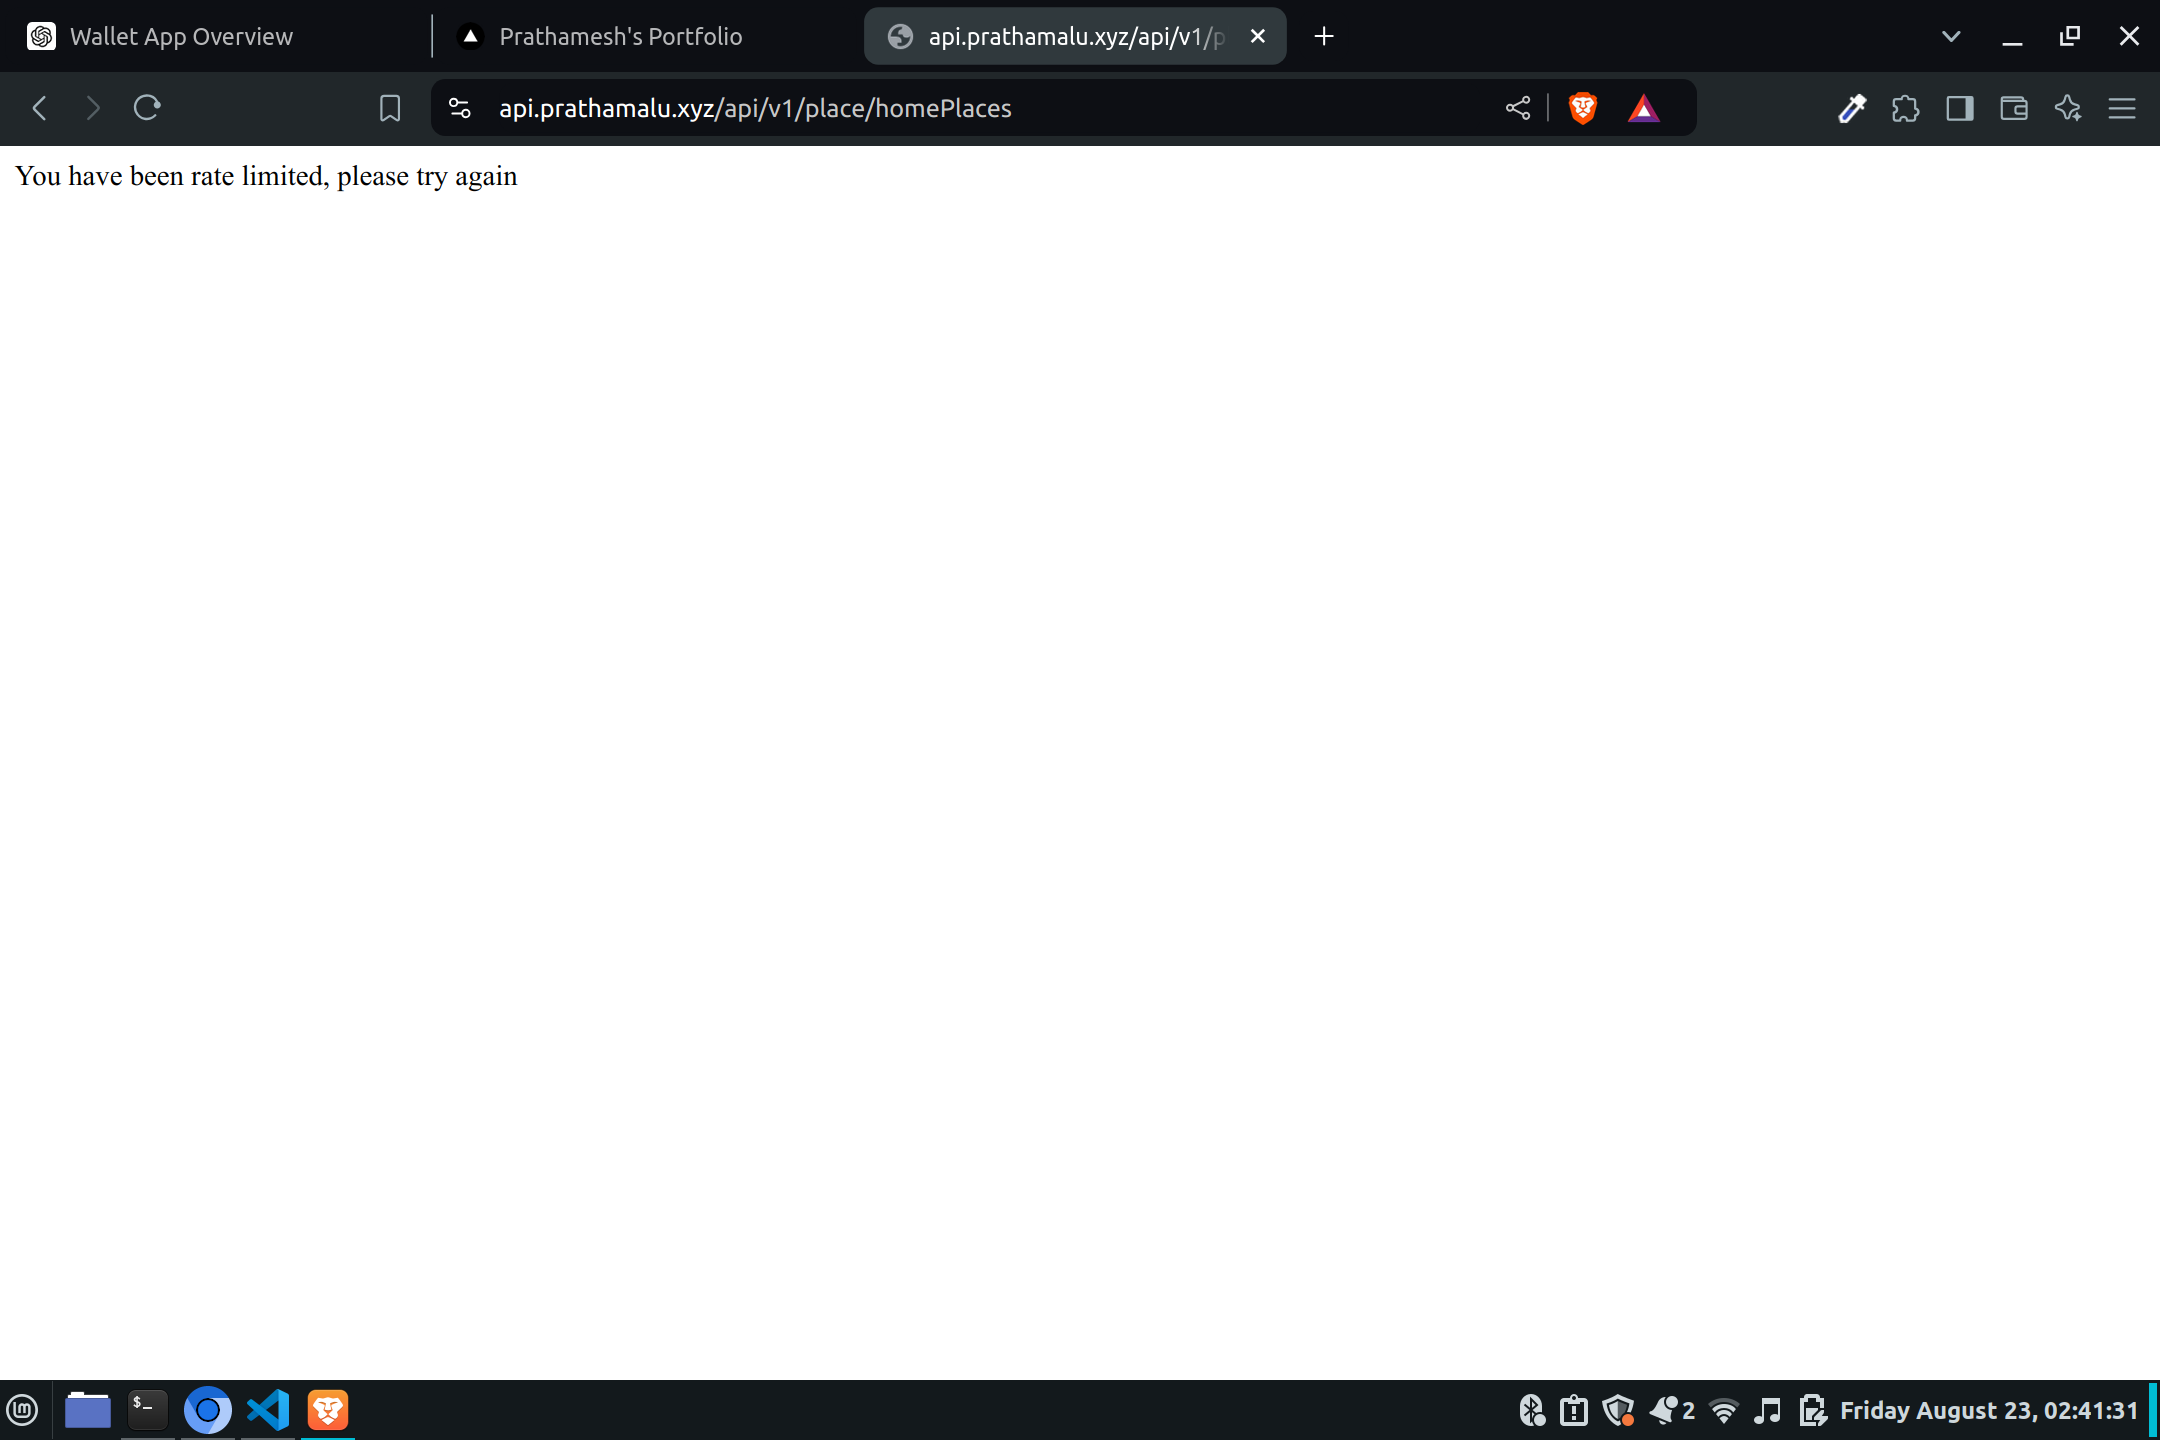 Wallet App Overview
Prathamesh's Portfolio
api.prathamalu.xyz/api/v1/p
api.prathamalu.xyz/api/v1/place/homePlaces
You have been rate limited, please try again
$_
2
Friday August 23, 02:41:31